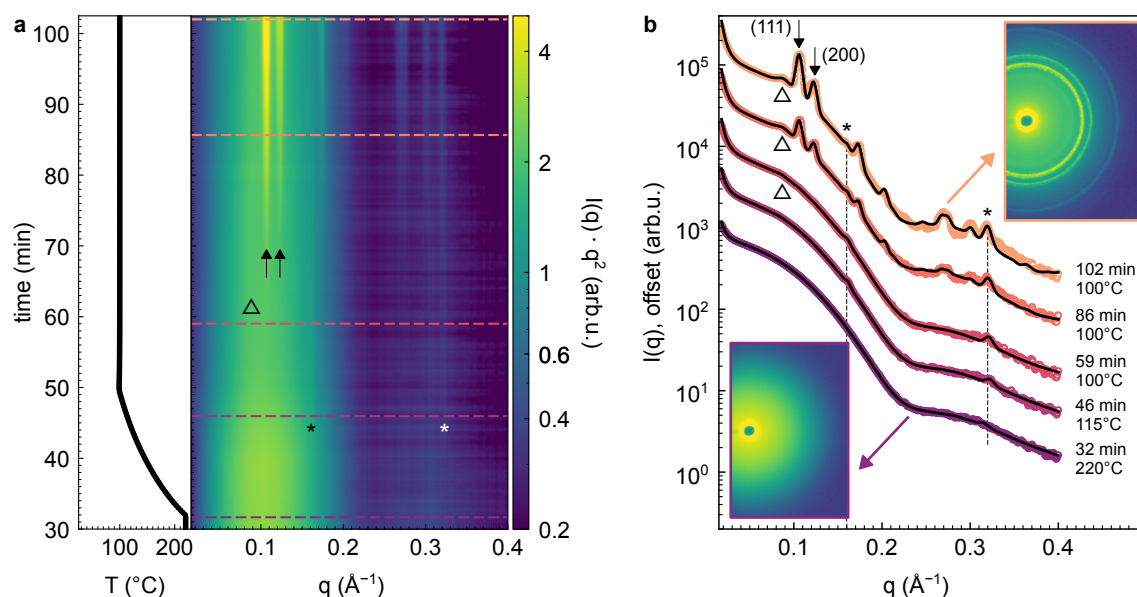 a
100
90
80
70
60
50
40
30
time (min)
100
200
T (°C)
*
*
0.1
0.2
0.3
0.4
q (Å⁻¹)
4
2
1
0.6
0.4
0.2
I(q) · q² (arb.u.)
b
(111)
(200)
*
*
10⁵
10⁴
10³
10²
10¹
10⁰
I(q), offset (arb.u.)
102 min
100°C
86 min
100°C
59 min
100°C
46 min
115°C
32 min
220°C
0.1
0.2
0.3
0.4
q (Å⁻¹)